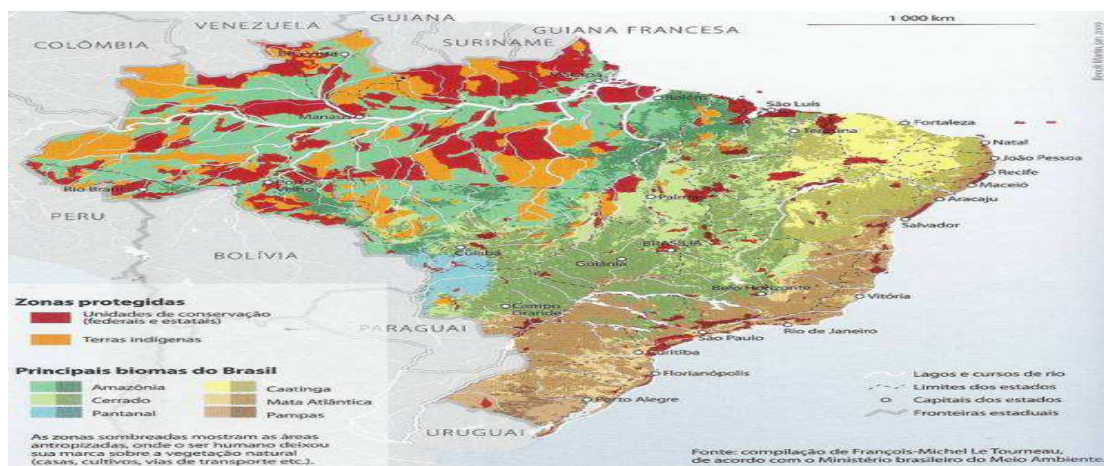 VENEZUELA
GUIANA
GUIANA FRANCESA
COLÔMBIA
SURINAME
1 000 km
Manaus
Belém
São Luis
Fortaleza
Teresina
Natal
João Pessoa
Recife
Maceió
Aracaju
Salvador
Rio Branco
Palmas
PERU
BOLÍVIA
Cuiabá
BRASÍLIA
Goiânia
Belo Horizonte
Vitória
Campo
Grande
PARAGUAI
Rio de Janeiro
São Paulo
Curitiba
Florianópolis
Porto Alegre
URUGUAI
Zonas protegidas
Unidades de conservação
(federais e estatais)
Terras indígenas
Principais biomas do Brasil
Amazônia
Cerrado
Pantanal
Caatinga
Mata Atlântica
Pampas
As zonas sombreadas mostram as áreas
antropizadas, onde o ser humano deixou
sua marca sobre a vegetação natural
(casas, cultivos, vias de transporte etc.).
Lagos e cursos de rio
Limites dos estados
Capitais dos estados
Fronteiras estaduais
Fonte: compilação de François-Michel Le Tourneau,
de acordo com o Ministério brasileiro do Meio Ambiente.